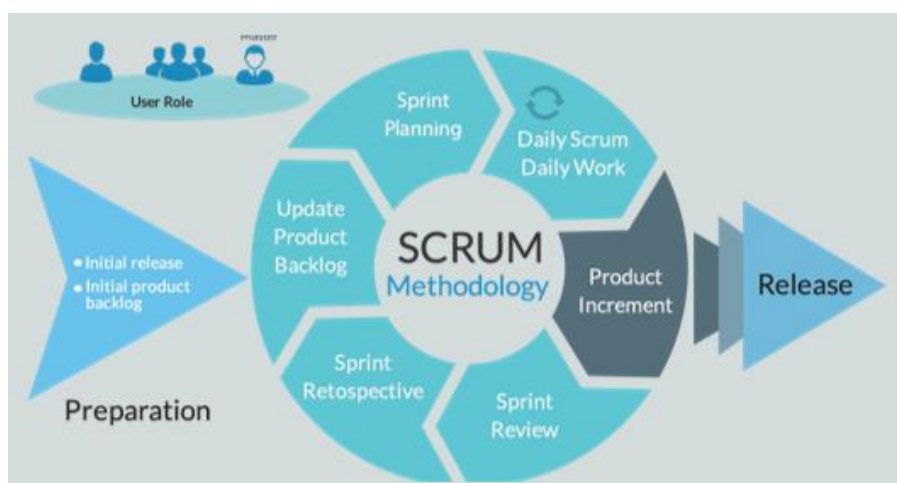 User Role
Sprint
Planning
Daily Scrum
Daily Work
Update
Product
Backlog
SCRUM
Methodology
Product
Increment
Release
• Initial release
• Initial product
backlog
Sprint
Retospective
Sprint
Review
Preparation